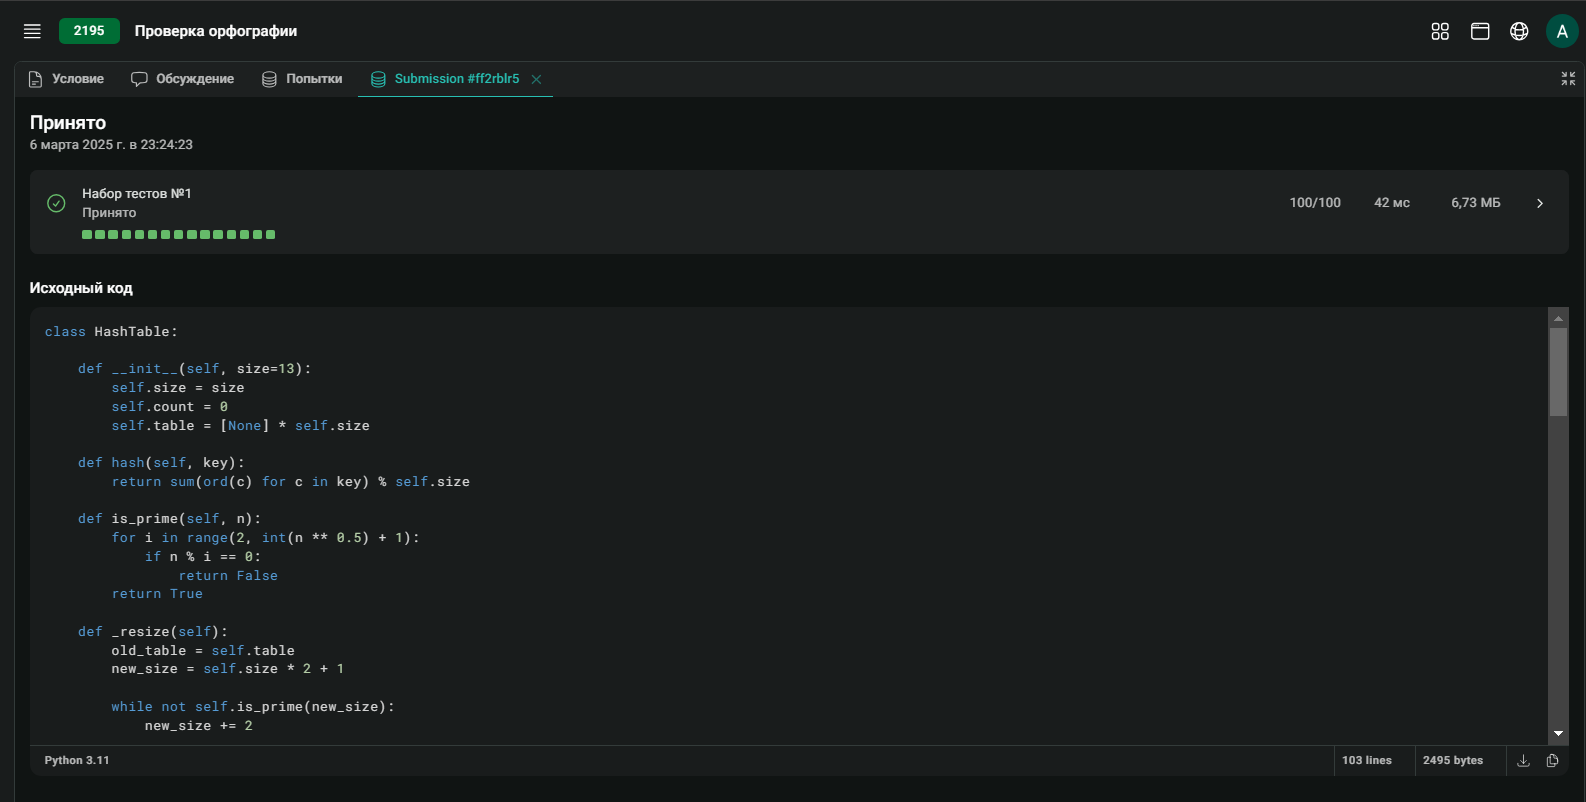 2195 Проверка орфографии A
Условие Обсуждение Попытки Submission #ff2rblr5
Принято
6 марта 2025 г. в 23:24:23
Набор тестов №1
Принято
100/100 42 мс 6,73 МБ
Исходный код
class HashTable:
    def __init__(self, size=13):
        self.size = size
        self.count = 0
        self.table = [None] * self.size
    def hash(self, key):
        return sum(ord(c) for c in key) % self.size
    def is_prime(self, n):
        for i in range(2, int(n ** 0.5) + 1):
            if n % i == 0:
                return False
        return True
    def _resize(self):
        old_table = self.table
        new_size = self.size * 2 + 1
        while not self.is_prime(new_size):
            new_size += 2
Python 3.11 103 lines 2495 bytes